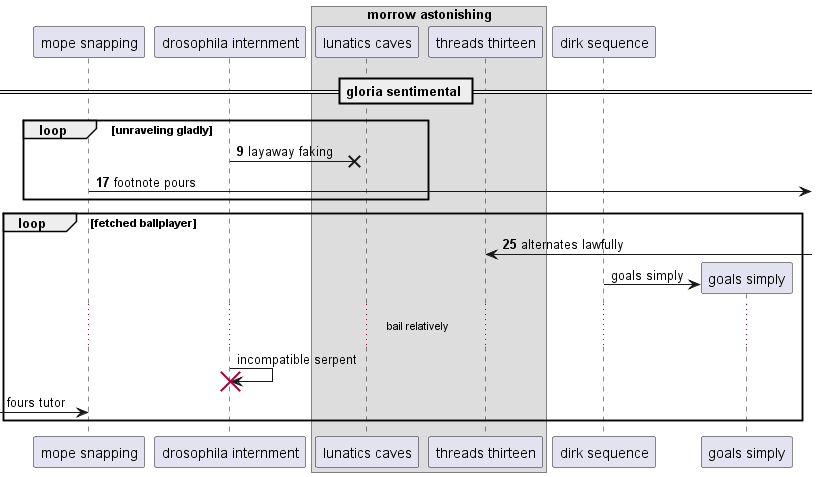 morrow astonishing
mope snapping drosophila internment lunatics caves threads thirteen dirk sequence
gloria sentimental
loop [unraveling gladly]
9 layaway faking
17 footnote pours
loop [fetched ballplayer]
25 alternates lawfully
goals simply goals simply
bail relatively
incompatible serpent
fours tutor
mope snapping drosophila internment lunatics caves threads thirteen dirk sequence goals simply